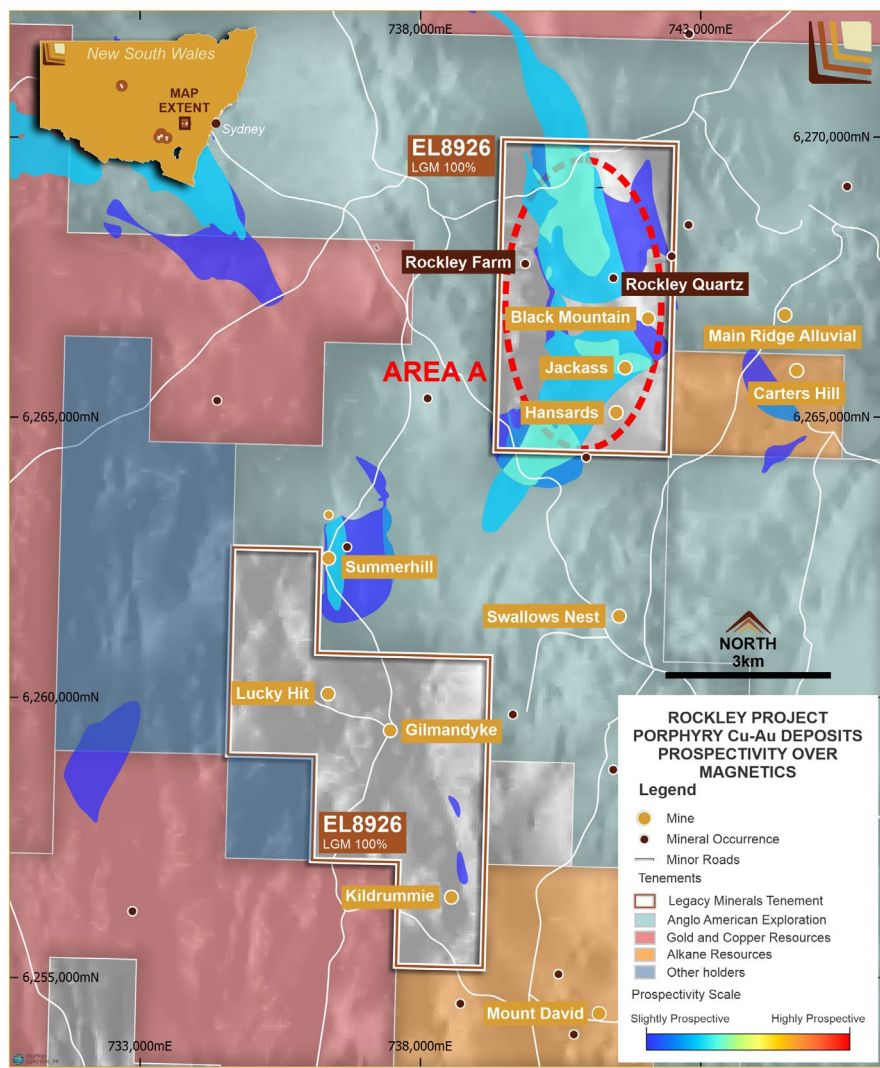 738,000mE
743,000mE
New South Wales
MAP
EXTENT
Sydney
6,270,000mN
EL8926
LGM 100%
Rockley Farm
Rockley Quartz
Black Mountain
Main Ridge Alluvial
AREA A
Jackass
Carters Hill
Hansards
6,265,000mN
6,265,000mN
Summerhill
Swallows Nest
NORTH
3km
Lucky Hit
6,260,000mN
Gilmandyke
EL8926
LGM 100%
Kildrummie
6,255,000mN
Mount David
733,000mE
738,000mE
ROCKLEY PROJECT
PORPHYRY Cu-Au DEPOSITS
PROSPECTIVITY OVER
MAGNETICS
Legend
Mine
Mineral Occurrence
Minor Roads
Tenements
Legacy Minerals Tenement
Anglo American Exploration
Gold and Copper Resources
Alkane Resources
Other holders
Prospectivity Scale
Slightly Prospective
Highly Prospective